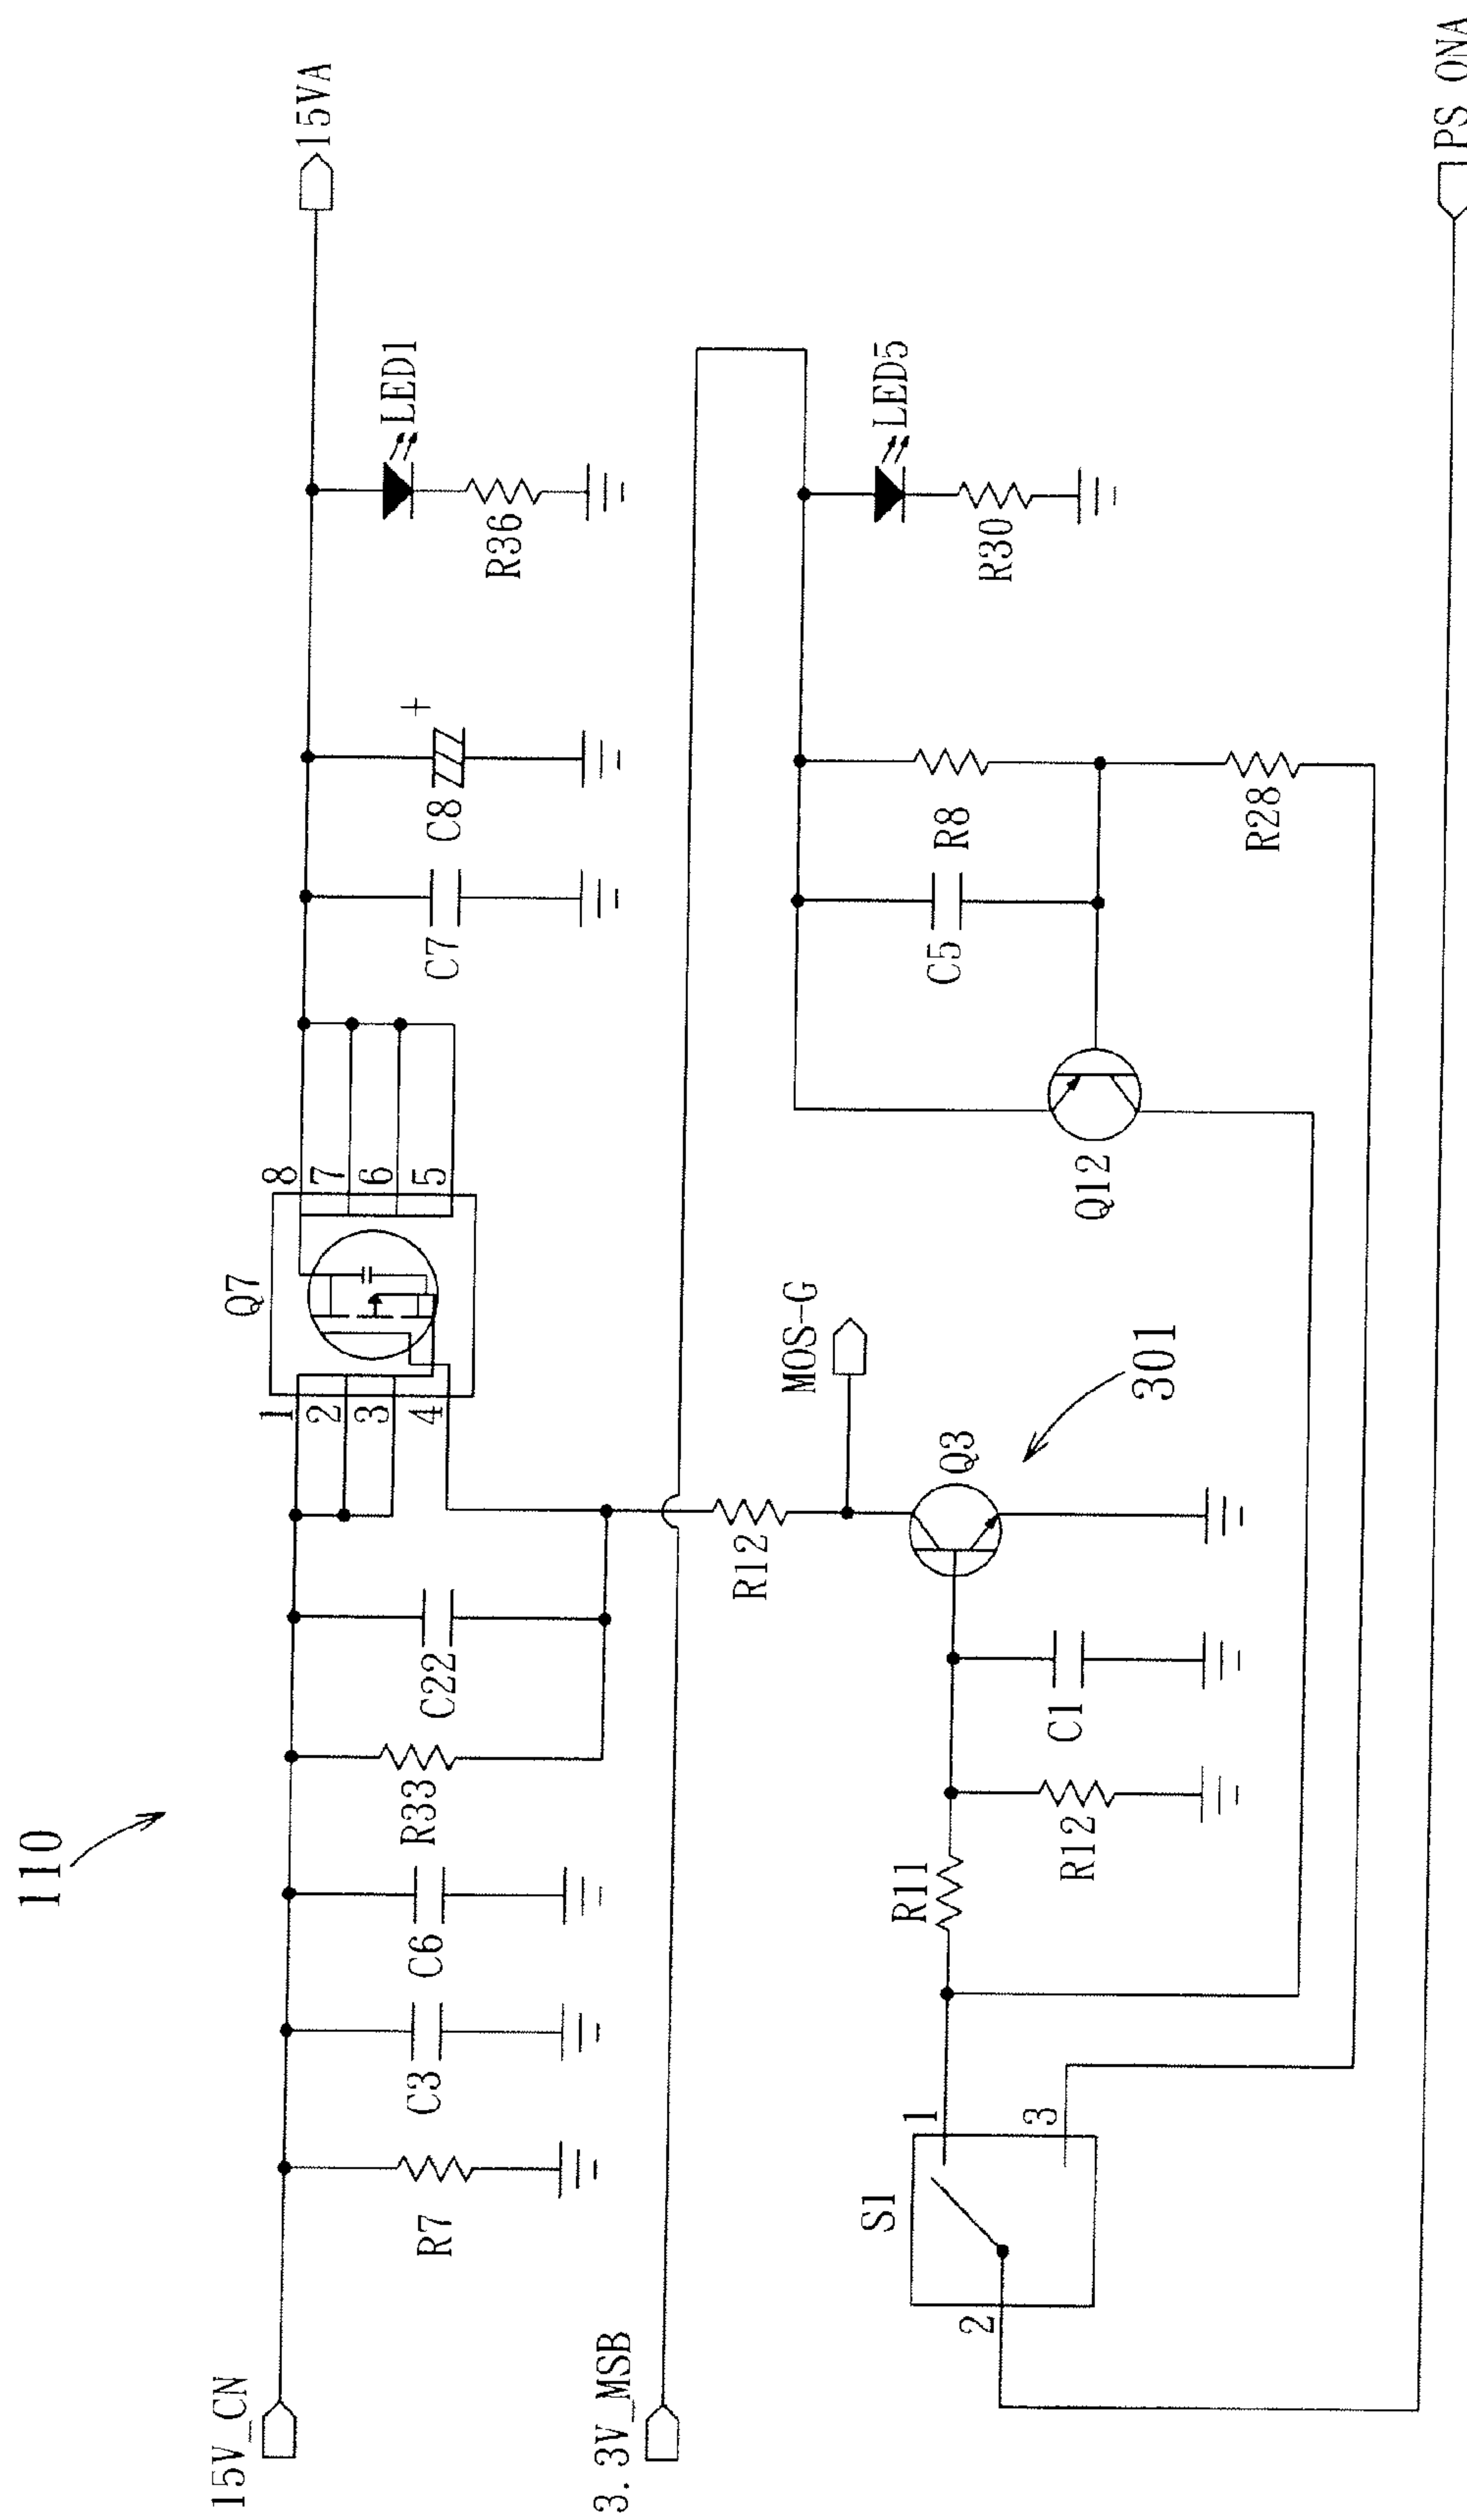 110
15V_CN
15VA
R7
C3
C6
R33
C22
Q7
1
2
3
4
8
7
6
5
C7
C8
+
LED1
R36
3.3V_MSB
R12
MOS-G
Q3
301
R11
R12
C1
S1
1
2
3
Q12
C5
R8
R28
LED5
R30
PS_ONA